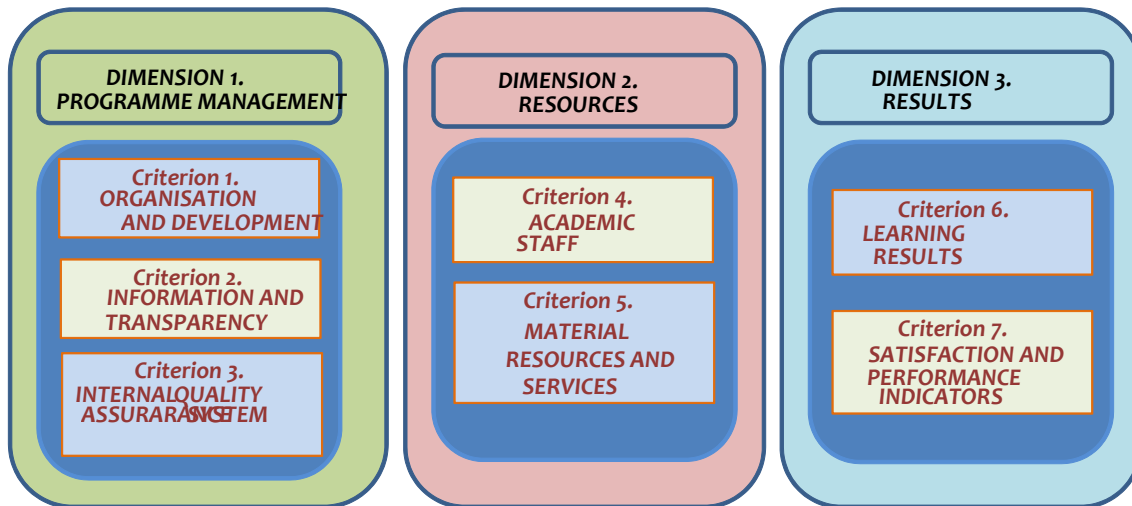 DIMENSION 1.
PROGRAMME MANAGEMENT
Criterion 1.
ORGANISATION
AND DEVELOPMENT
Criterion 2.
INFORMATION AND
TRANSPARENCY
Criterion 3.
INTERNALQUALITY
DIMENSION 2.
RESOURCES
Criterion 4.
ACADEMIC
STAFF
Criterion 5.
MATERIAL
RESOURCES AND
SERVICES
DIMENSION 3.
RESULTS
Criterion 6.
LEARNING
RESULTS
Criterion 7.
SATISFACTION AND
PERFORMANCE
INDICATORS